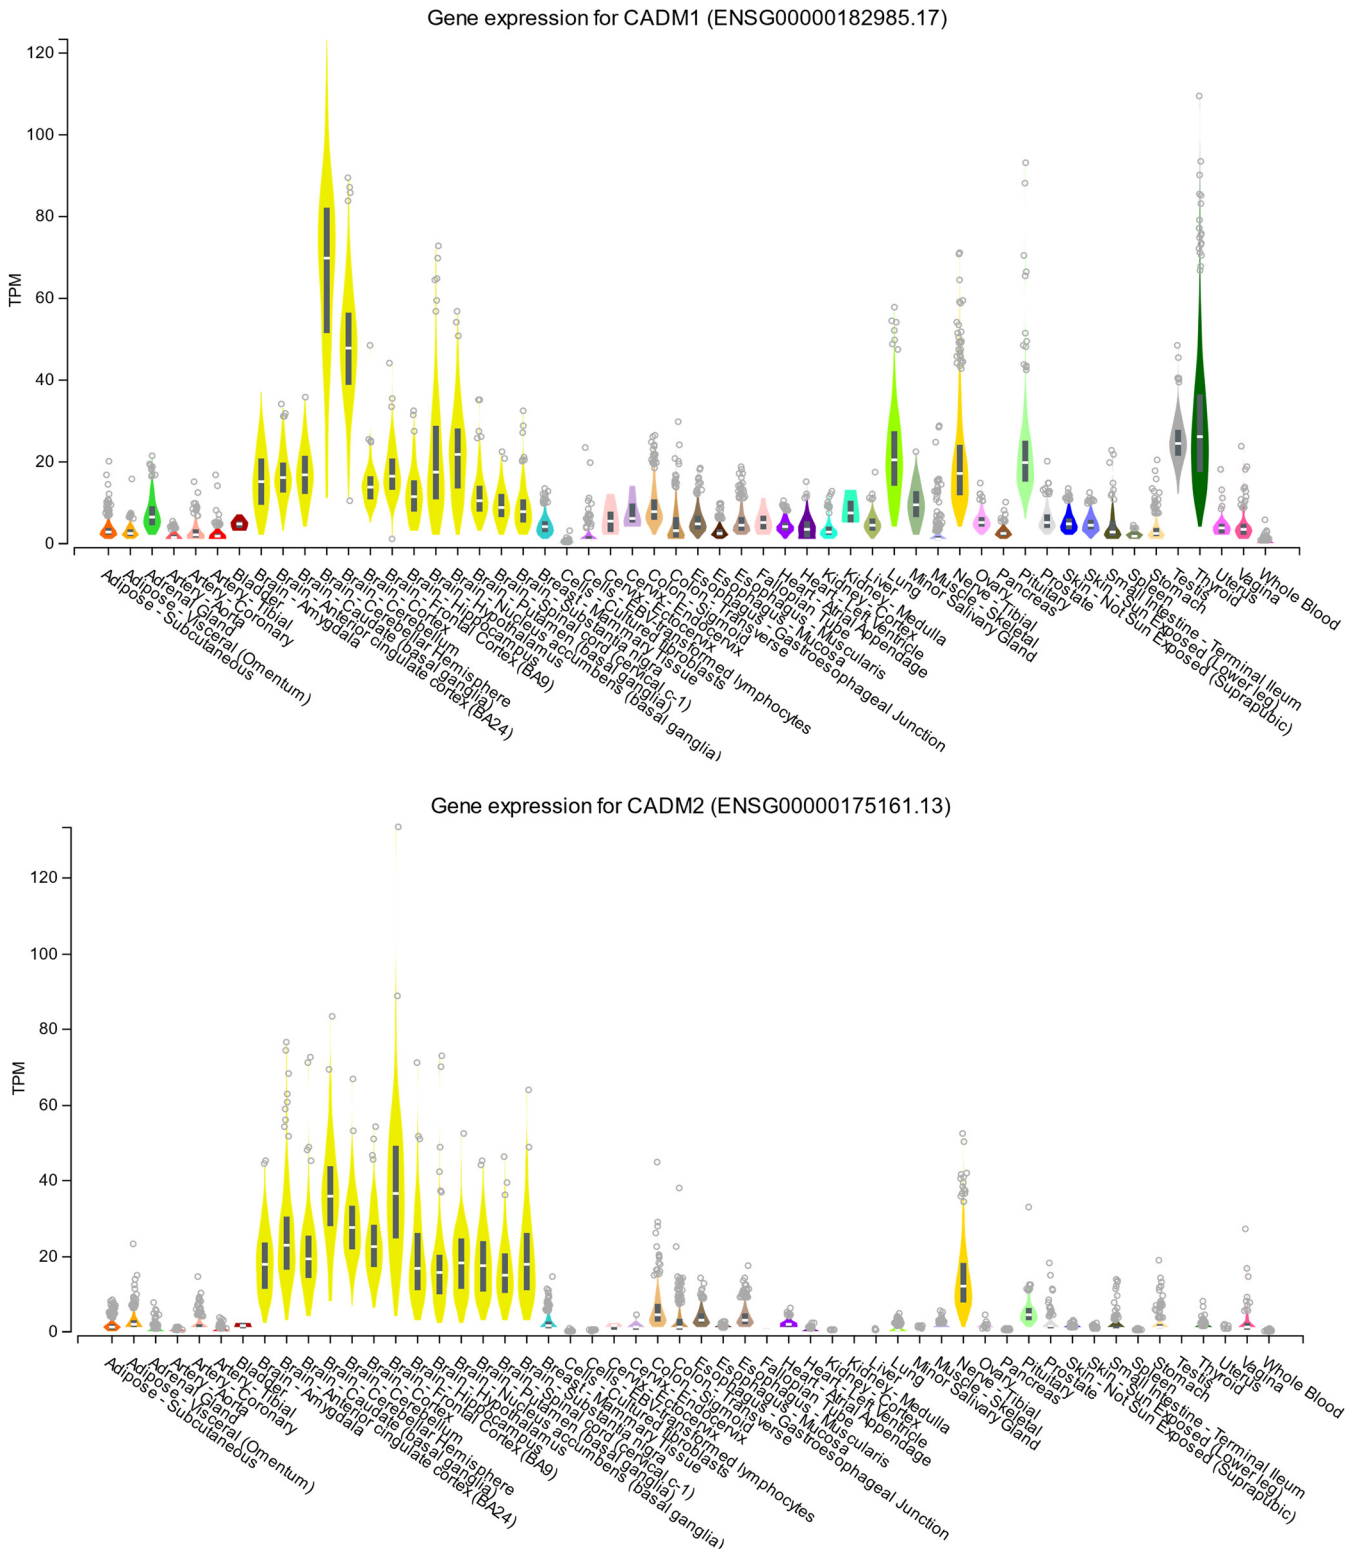 Gene expression for CADM1 (ENSG00000182985.17)
TPM
120
100
80
60
40
20
0
Adipose - Subcutaneous
Adipose - Visceral (Omentum)
Adrenal Gland
Artery - Aorta
Artery - Coronary
Artery - Tibial
Bladder
Brain - Amygdala
Brain - Anterior cingulate cortex (BA24)
Brain - Caudate (basal ganglia)
Brain - Cerebellar Hemisphere
Brain - Cerebellum
Brain - Cortex
Brain - Frontal Cortex (BA9)
Brain - Hippocampus
Brain - Hypothalamus
Brain - Nucleus accumbens (basal ganglia)
Brain - Putamen (basal ganglia)
Brain - Spinal cord (cervical c-1)
Brain - Substantia nigra
Breast - Mammary Tissue
Cells - Cultured fibroblasts
Cells - EBV-transformed lymphocytes
Cervix - Ectocervix
Cervix - Endocervix
Colon - Sigmoid
Colon - Transverse
Esophagus - Gastroesophageal Junction
Esophagus - Mucosa
Esophagus - Muscularis
Fallopian Tube
Heart - Atrial Appendage
Heart - Left Ventricle
Kidney - Cortex
Kidney - Medulla
Liver
Lung
Minor Salivary Gland
Muscle - Skeletal
Nerve - Tibial
Ovary
Pancreas
Pituitary
Prostate
Skin - Not Sun Exposed (Suprapubic)
Skin - Sun Exposed (Lower leg)
Small Intestine - Terminal Ileum
Spleen
Stomach
Testis
Thyroid
Uterus
Vagina
Whole Blood
Gene expression for CADM2 (ENSG00000175161.13)
TPM
120
100
80
60
40
20
0
Adipose - Subcutaneous
Adipose - Visceral (Omentum)
Adrenal Gland
Artery - Aorta
Artery - Coronary
Artery - Tibial
Bladder
Brain - Amygdala
Brain - Anterior cingulate cortex (BA24)
Brain - Caudate (basal ganglia)
Brain - Cerebellar Hemisphere
Brain - Cerebellum
Brain - Cortex
Brain - Frontal Cortex (BA9)
Brain - Hippocampus
Brain - Hypothalamus
Brain - Nucleus accumbens (basal ganglia)
Brain - Putamen (basal ganglia)
Brain - Spinal cord (cervical c-1)
Brain - Substantia nigra
Breast - Mammary Tissue
Cells - Cultured fibroblasts
Cells - EBV-transformed lymphocytes
Cervix - Ectocervix
Cervix - Endocervix
Colon - Sigmoid
Colon - Transverse
Esophagus - Gastroesophageal Junction
Esophagus - Mucosa
Esophagus - Muscularis
Fallopian Tube
Heart - Atrial Appendage
Heart - Left Ventricle
Kidney - Cortex
Kidney - Medulla
Liver
Lung
Minor Salivary Gland
Muscle - Skeletal
Nerve - Tibial
Ovary
Pancreas
Pituitary
Prostate
Skin - Not Sun Exposed (Suprapubic)
Skin - Sun Exposed (Lower leg)
Small Intestine - Terminal Ileum
Spleen
Stomach
Testis
Thyroid
Uterus
Vagina
Whole Blood